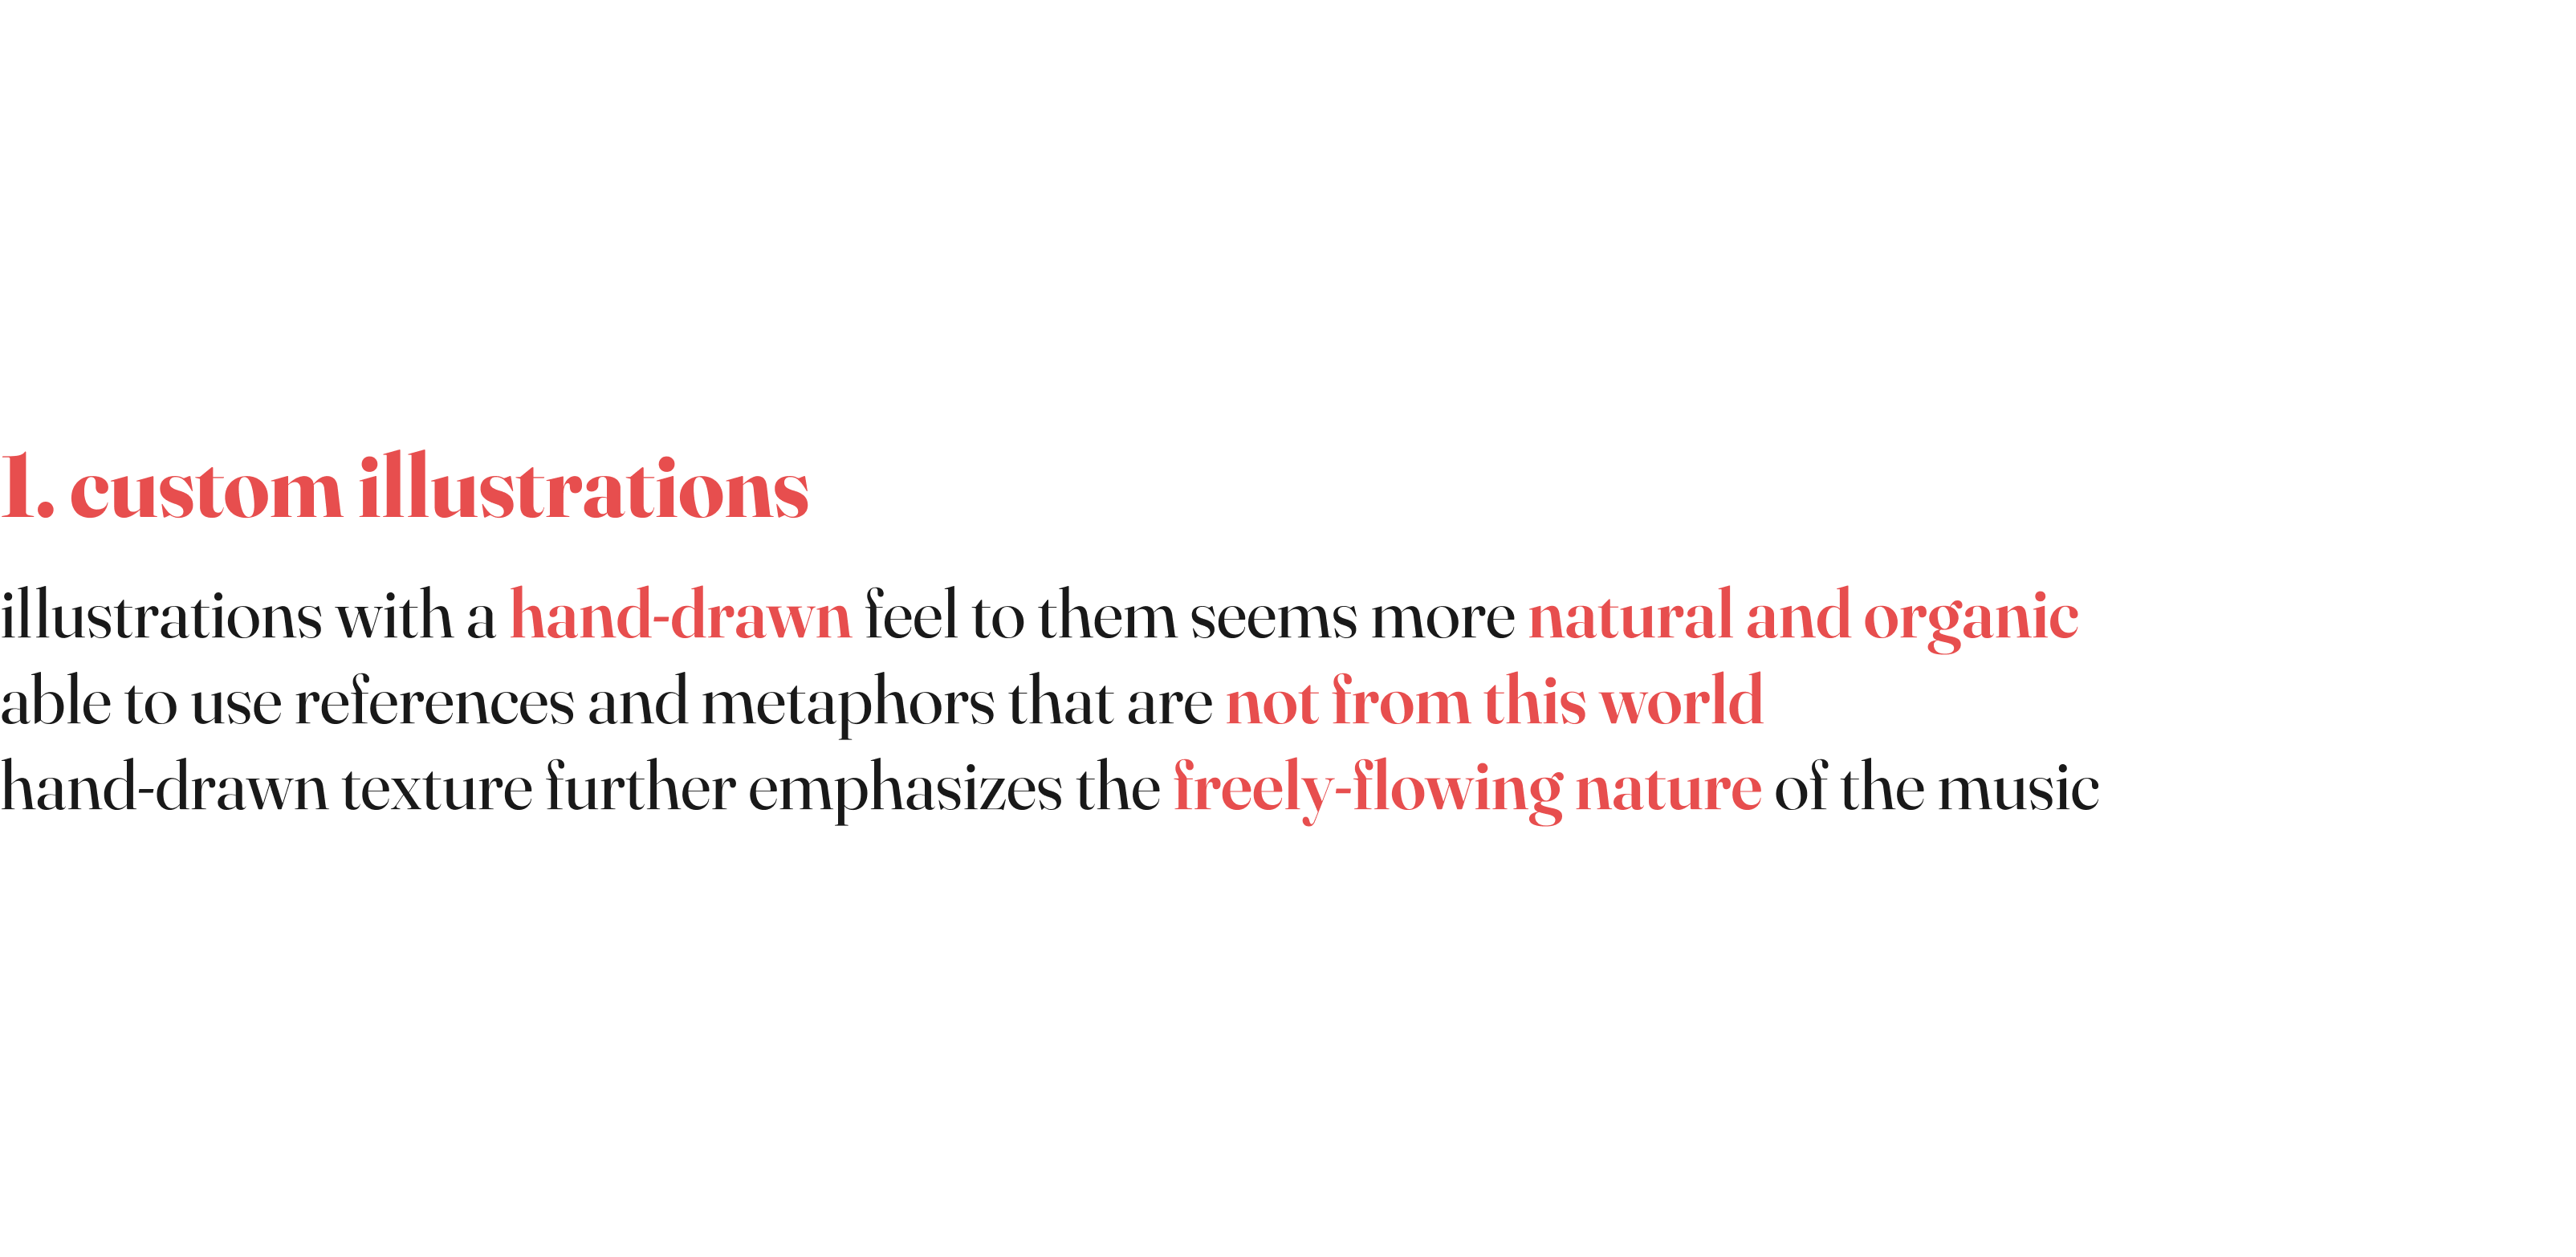 1. custom illustrations
illustrations with a hand-drawn feel to them seems more natural and organic
able to use references and metaphors that are not from this world
hand-drawn texture further emphasizes the freely-flowing nature of the music